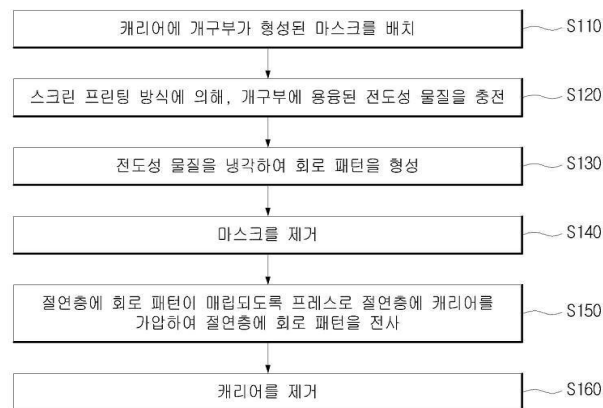 캐리어에 개구부가 형성된 마스크를 배치 S110
스크린 프린팅 방식에 의해, 개구부에 용융된 전도성 물질을 충전 S120
전도성 물질을 냉각하여 회로 패턴을 형성 S130
마스크를 제거 S140
절연층에 회로 패턴이 매립되도록 프레스로 절연층에 캐리어를
가압하여 절연층에 회로 패턴을 전사 S150
캐리어를 제거 S160